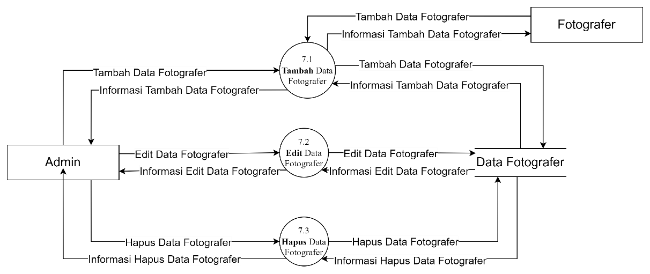 Tambah Data Fotografer
Fotografer
Informasi Tambah Data Fotografer
7.1
Tambah Data
Fotografer
Tambah Data Fotografer
Informasi Tambah Data Fotografer
Tambah Data Fotografer
Informasi Tambah Data Fotografer
Admin
Edit Data Fotografer
Informasi Edit Data Fotografer
7.2
Edit Data
Fotografer
Edit Data Fotografer
Informasi Edit Data Fotografer
Data Fotografer
Hapus Data Fotografer
Informasi Hapus Data Fotografer
7.3
Hapus Data
Fotografer
Hapus Data Fotografer
Informasi Hapus Data Fotografer